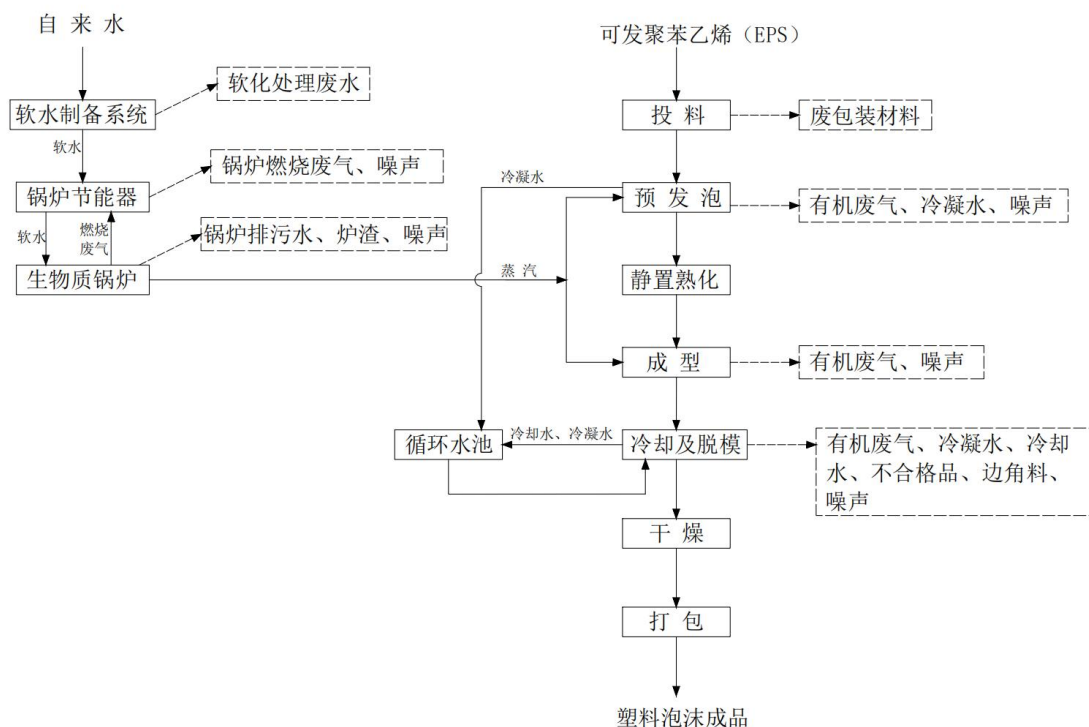 自 来 水
软水制备系统
软化处理废水
软水
锅炉节能器
锅炉燃烧废气、噪声
软水
燃烧
废气
生物质锅炉
锅炉排污水、炉渣、噪声
蒸 汽
可发聚苯乙烯（EPS）
投 料
废包装材料
冷凝水
预 发 泡
有机废气、冷凝水、噪声
静置熟化
成 型
有机废气、噪声
循环水池
冷却水、冷凝水
冷却及脱模
有机废气、冷凝水、冷却
水、不合格品、边角料、
噪声
干 燥
打 包
塑料泡沫成品